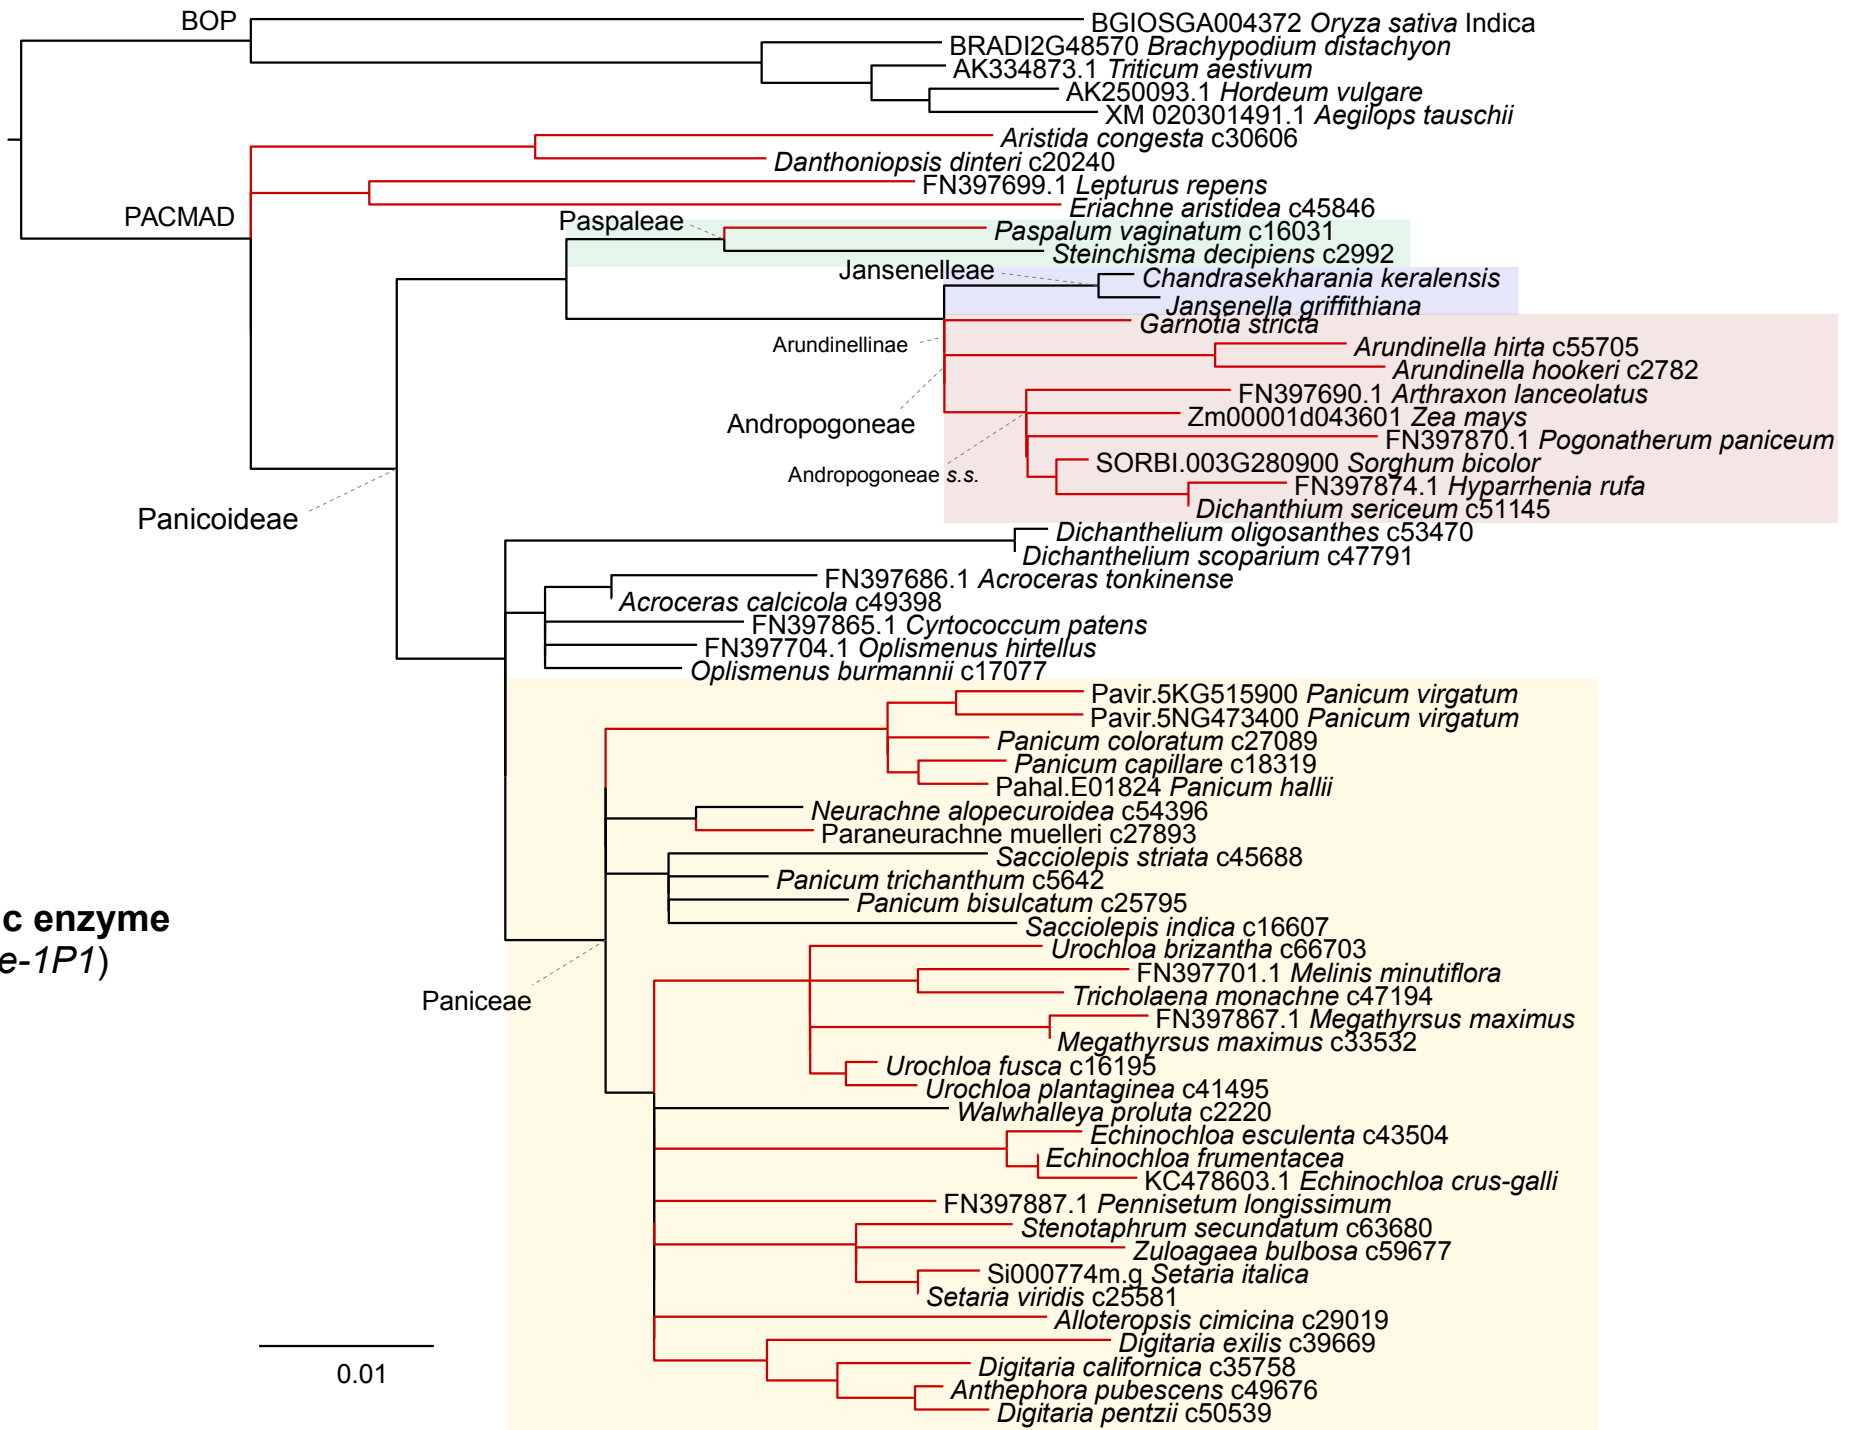 BOP
BGIOSGA004372 Oryza sativa Indica
BRADI2G48570 Brachypodium distachyon
AK334873.1 Triticum aestivum
AK250093.1 Hordeum vulgare
XM 020301491.1 Aegilops tauschii
Aristida congesta c30606
Danthoniopsis dinteri c20240
FN397699.1 Lepturus repens
PACMAD
Eriachne aristidea c45846
Paspaleae
Paspalum vaginatum c16031
Steinchisma decipiens c2992
Jansenelleae
Chandrasekharania keralensis
Jansenella griffithiana
Garnotia stricta
Arundinellinae
Arundinella hirta c55705
Arundinella hookeri c2782
FN397690.1 Arthraxon lanceolatus
Zm00001d043601 Zea mays
Andropogoneae
FN397870.1 Pogonatherum paniceum
SORBI.003G280900 Sorghum bicolor
Andropogoneae s.s.
FN397874.1 Hyparrhenia rufa
Dichanthium sericeum c51145
Panicoideae
Dichanthelium oligosanthes c53470
Dichanthelium scoparium c47791
FN397686.1 Acroceras tonkinense
Acroceras calcicola c49398
FN397865.1 Cyrtococcum patens
FN397704.1 Oplismenus hirtellus
Oplismenus burmannii c17077
Pavir.5KG515900 Panicum virgatum
Pavir.5NG473400 Panicum virgatum
Panicum coloratum c27089
Panicum capillare c18319
Pahal.E01824 Panicum hallii
Neurachne alopecuroidea c54396
Paraneurachne muelleri c27893
Sacciolepis striata c45688
Panicum trichanthum c5642
Panicum bisulcatum c25795
Sacciolepis indica c16607
c enzyme
e-1P1)
Urochloa brizantha c66703
FN397701.1 Melinis minutiflora
Tricholaena monachne c47194
Paniceae
FN397867.1 Megathyrsus maximus
Megathyrsus maximus c33532
Urochloa fusca c16195
Urochloa plantaginea c41495
Walwhalleya proluta c2220
Echinochloa esculenta c43504
Echinochloa frumentacea
KC478603.1 Echinochloa crus-galli
FN397887.1 Pennisetum longissimum
Stenotaphrum secundatum c63680
Zuloagaea bulbosa c59677
Si000774m.g Setaria italica
Setaria viridis c25581
Alloteropsis cimicina c29019
Digitaria exilis c39669
Digitaria californica c35758
Anthephora pubescens c49676
Digitaria pentzii c50539
0.01